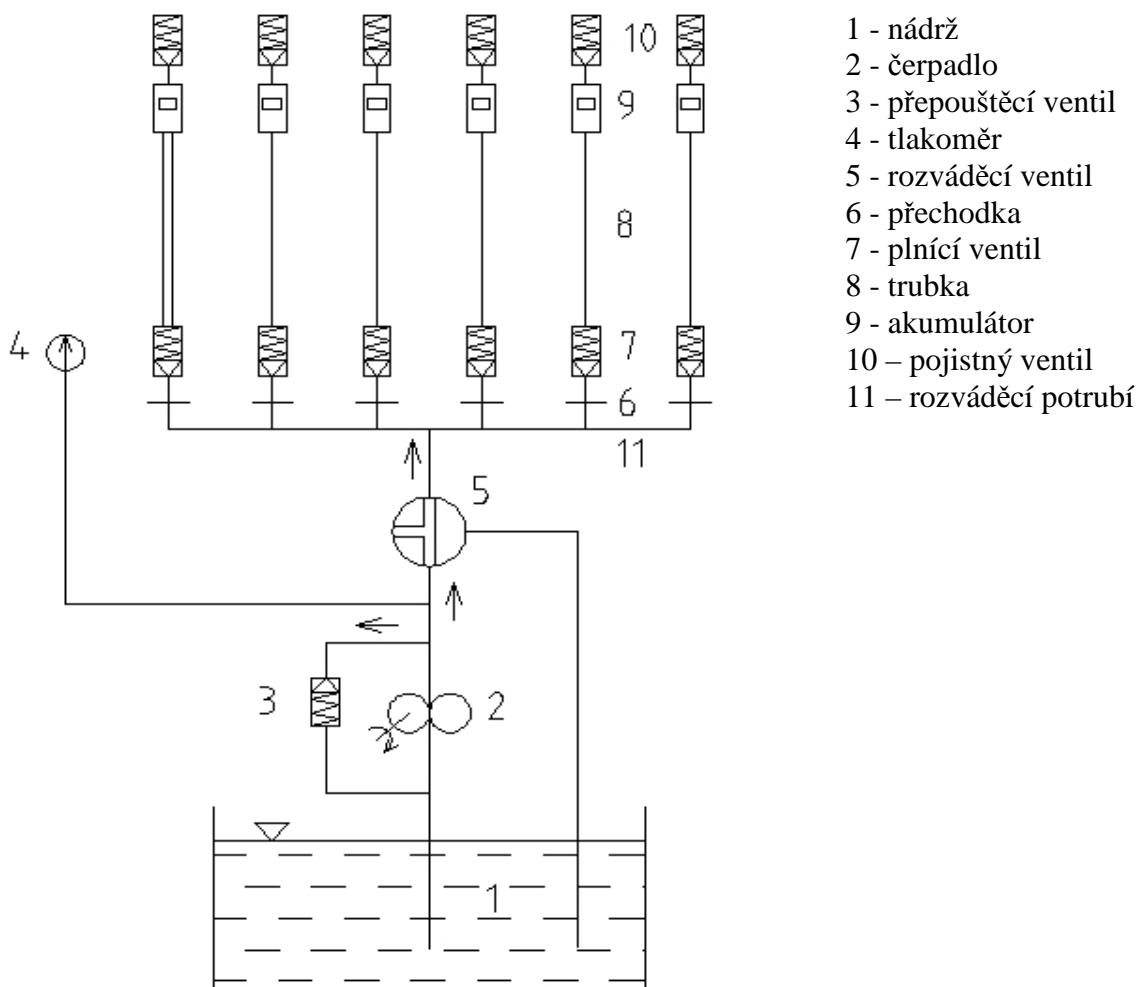 10
9
8
7
6
11
4
5
3
2
1
1 - nádrž
2 - čerpadlo
3 - přepouštěcí ventil
4 - tlakoměr
5 - rozváděcí ventil
6 - přechodka
7 - plnící ventil
8 - trubka
9 - akumulátor
10 – pojistný ventil
11 – rozváděcí potrubí